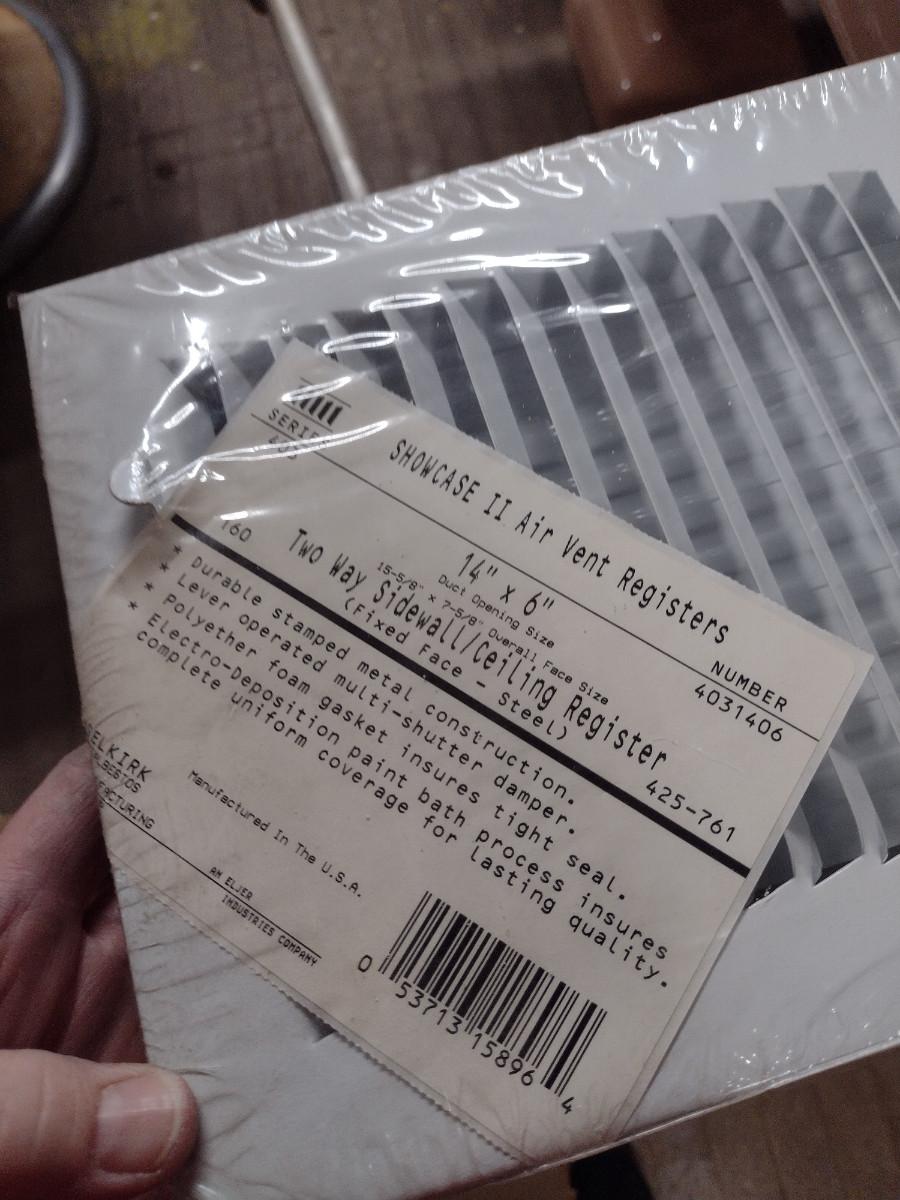 SHOWCASE II Air Vent Registers
SERIES
NUMBER
4031406
14" x 6"
Duct Opening Size
15-5/8" x 7-5/8" Overall Face Size
160
Two Way Sidewall/Ceiling Register
425-761
(Fixed Face - Steel)
* Durable stamped metal construction.
* Lever operated multi-shutter damper.
* Polyether foam gasket insures tight seal.
* Electro-Deposition paint bath process insures
complete uniform coverage for lasting quality.
Manufactured In The U.S.A.
AN ELJER
INDUSTRIES COMPANY
0 53713 15896 4